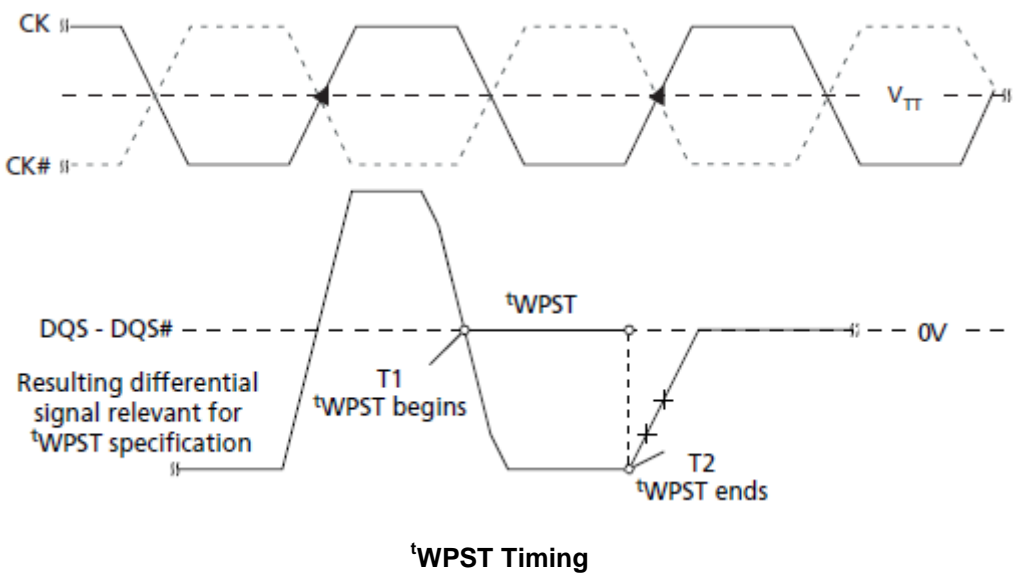 CK
V_TT
CK#
tWPST
DQS - DQS#
0V
Resulting differential
signal relevant for
tWPST specification
T1
tWPST begins
T2
tWPST ends
tWPST Timing